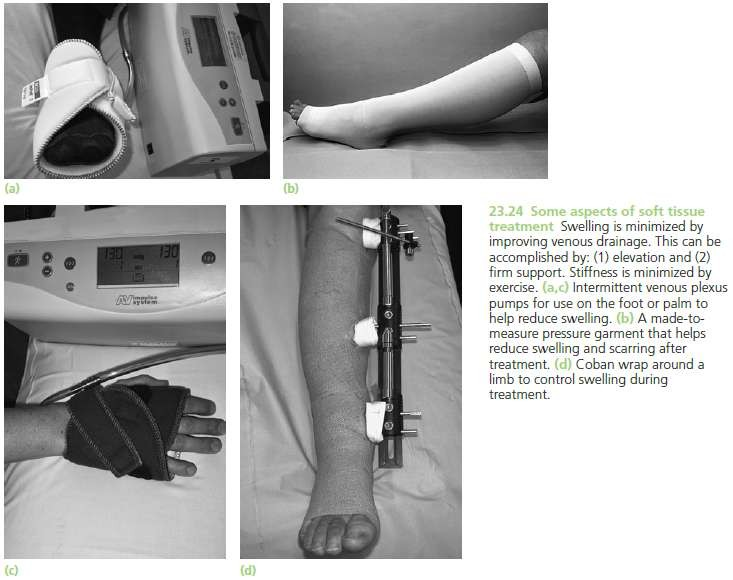 (a)
(b)
130 130
AV impulse
system
(c)
(d)
23.24 Some aspects of soft tissue
treatment Swelling is minimized by
improving venous drainage. This can be
accomplished by: (1) elevation and (2)
firm support. Stiffness is minimized by
exercise. (a,c) Intermittent venous plexus
pumps for use on the foot or palm to
help reduce swelling. (b) A made-to-
measure pressure garment that helps
reduce swelling and scarring after
treatment. (d) Coban wrap around a
limb to control swelling during
treatment.